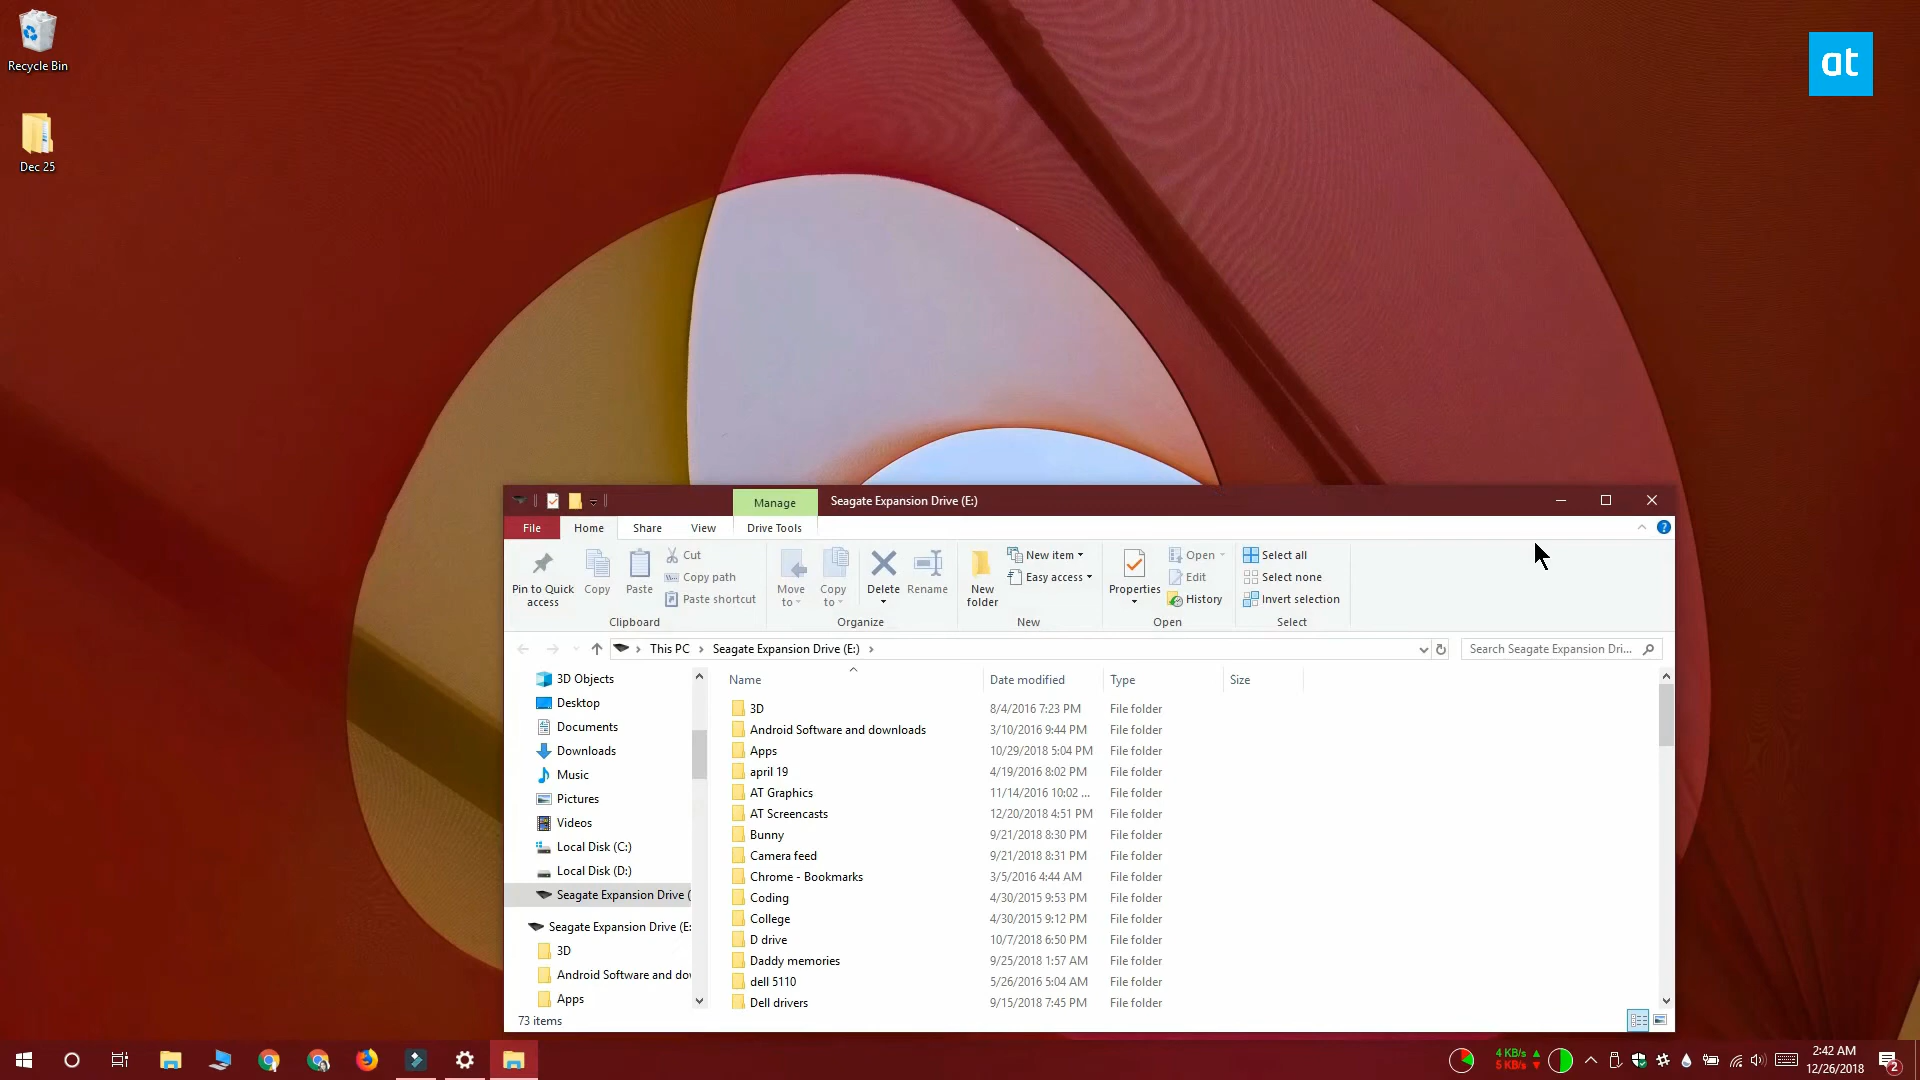 Recycle Bin
at
Dec 25
Manage
Seagate Expansion Drive (E:)
File
Home
Share
View
Drive Tools
Pin to Quick access
Copy
Paste
Cut
Copy path
Paste shortcut
Clipboard
Move to
Copy to
Delete
Rename
Organize
New folder
New item
Easy access
New
Properties
Open
Edit
History
Open
Select all
Select none
Invert selection
Select
This PC
Seagate Expansion Drive (E:)
Search Seagate Expansion Dri...
3D Objects
Desktop
Documents
Downloads
Music
Pictures
Videos
Local Disk (C:)
Local Disk (D:)
Seagate Expansion Drive (
Seagate Expansion Drive (E:
3D
Android Software and do
Apps
Name Date modified Type Size
3D 8/4/2016 7:23 PM File folder
Android Software and downloads 3/10/2016 9:44 PM File folder
Apps 10/29/2018 5:04 PM File folder
april 19 4/19/2016 8:02 PM File folder
AT Graphics 11/14/2016 10:02 ... File folder
AT Screencasts 12/20/2018 4:51 PM File folder
Bunny 9/21/2018 8:30 PM File folder
Camera feed 9/21/2018 8:31 PM File folder
Chrome - Bookmarks 3/5/2016 4:44 AM File folder
Coding 4/30/2015 9:53 PM File folder
College 4/30/2015 9:12 PM File folder
D drive 10/7/2018 6:50 PM File folder
Daddy memories 9/25/2018 1:57 AM File folder
dell 5110 5/26/2016 5:04 AM File folder
Dell drivers 9/15/2018 7:45 PM File folder
73 items
4 KB/s
5 KB/s
2:42 AM
12/26/2018
2